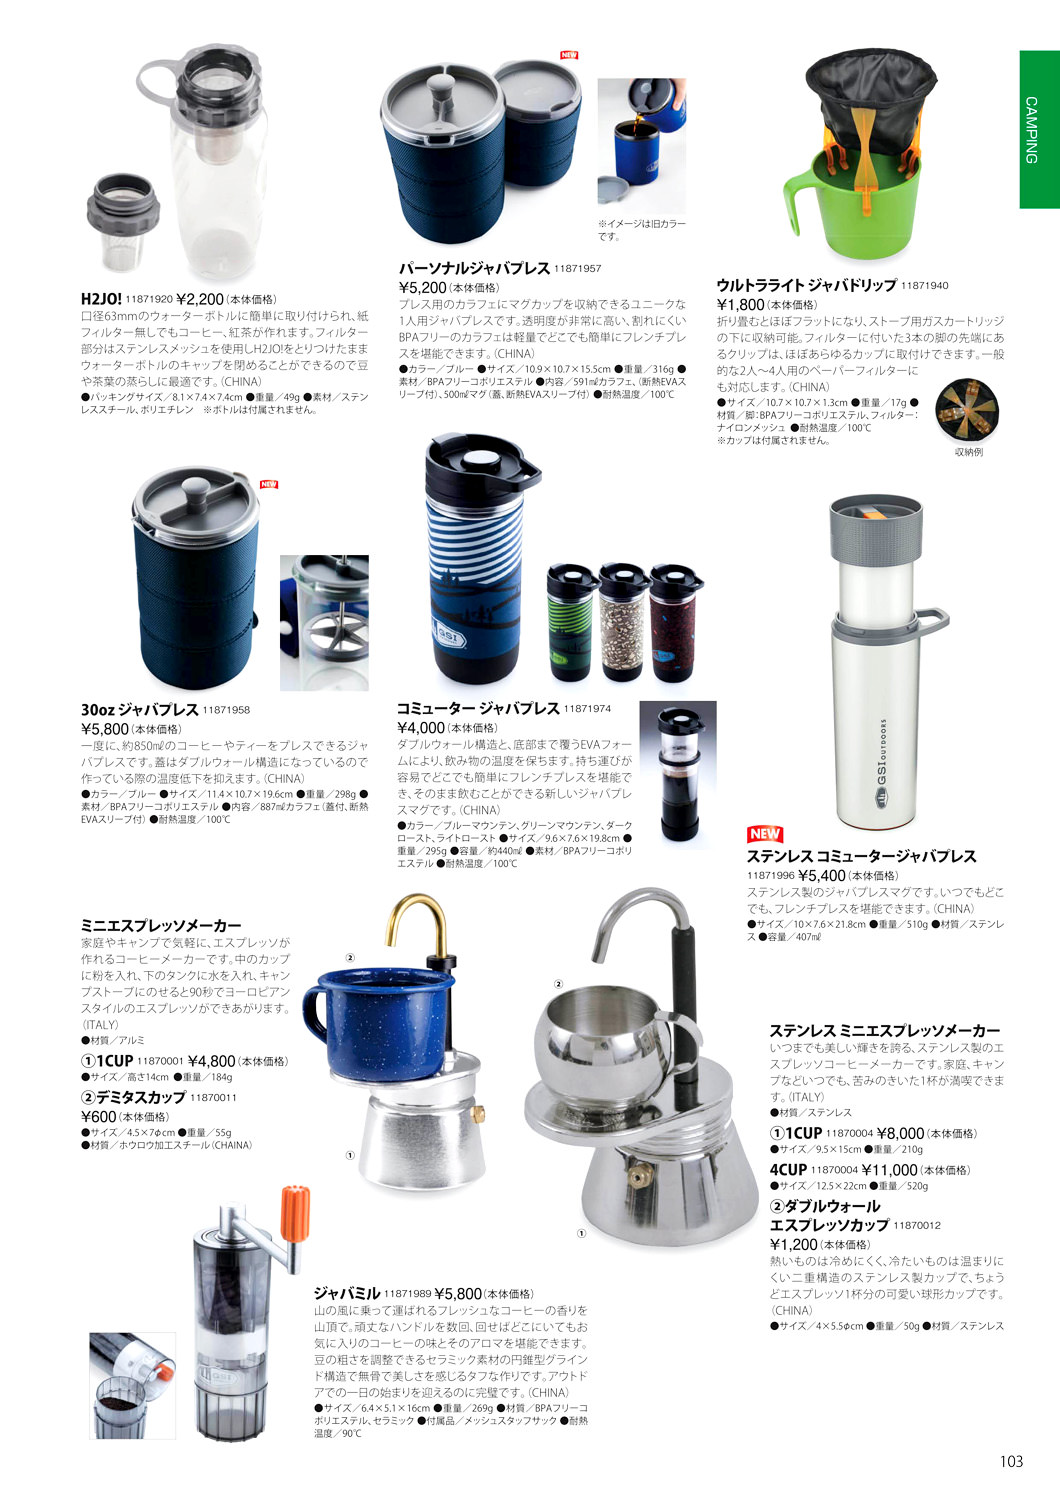 CAMPING
NEW
※イメージは旧カラー
です。
H2JO! 11871920 ¥2,200(本体価格)
口径63mmのウォーターボトルに簡単に取り付けられ、紙
フィルター無しでもコーヒー、紅茶が作れます。フィルター
部分はステンレスメッシュを使用しH2JO!をとりつけたまま
ウォーターボトルのキャップを閉めることができるので豆
や茶葉の蒸らしに最適です。(CHINA)
●パッキングサイズ/8.1×7.4×7.4cm ●重量/49g ●素材/ステン
レススチール、ポリエチレン ※ボトルは付属されません。
パーソナルジャバプレス 11871957
¥5,200(本体価格)
プレス用のカラフェにマグカップを収納できるユニークな
1人用ジャバプレスです。透明度が非常に高い、割れにくい
BPAフリーのカラフェは軽量でどこでも簡単にフレンチプレ
スを堪能できます。(CHINA)
●カラー/ブルー ●サイズ/10.9×10.7×15.5cm ●重量/316g ●
素材/BPAフリーコポリエステル ●内容/591㎖カラフェ、(断熱EVAス
リーブ付)、500㎖マグ(蓋、断熱EVAスリーブ付) ●耐熱温度/100℃
ウルトラライト ジャバドリップ 11871940
¥1,800(本体価格)
折り畳むとほぼフラットになり、ストーブ用ガスカートリッジ
の下に収納可能。フィルターに付いた3本の脚の先端にあ
るクリップは、ほぼあらゆるカップに取付けできます。一般
的な2人〜4人用のペーパーフィルターに
も対応します。(CHINA)
●サイズ/10.7×10.7×1.3cm ●重量/17g ●
材質/脚:BPAフリーコポリエステル、フィルター:
ナイロンメッシュ ●耐熱温度/100℃
※カップは付属されません。
収納例
NEW
30oz ジャバプレス 11871958
¥5,800(本体価格)
一度に、約850㎖のコーヒーやティーをプレスできるジャ
バプレスです。蓋はダブルウォール構造になっているので
作っている際の温度低下を抑えます。(CHINA)
●カラー/ブルー ●サイズ/11.4×10.7×19.6cm ●重量/298g ●
素材/BPAフリーコポリエステル ●内容/887㎖カラフェ(蓋付、断熱
EVAスリーブ付) ●耐熱温度/100℃
GSI
コミューター ジャバプレス 11871974
¥4,000(本体価格)
ダブルウォール構造と、底部まで覆うEVAフォー
ムにより、飲み物の温度を保ちます。持ち運びが
容易でどこでも簡単にフレンチプレスを堪能で
き、そのまま飲むことができる新しいジャバプレ
スマグです。(CHINA)
●カラー/ブルーマウンテン、グリーンマウンテン、ダーク
ロースト、ライトロースト ●サイズ/9.6×7.6×19.8cm ●
重量/295g ●容量/約440㎖ ●素材/BPAフリーコポリ
エステル ●耐熱温度/100℃
GSI OUTDOORS
NEW
ステンレス コミュータージャバプレス
11871996 ¥5,400(本体価格)
ステンレス製のジャバプレスマグです。いつでもどこ
でも、フレンチプレスを堪能できます。(CHINA)
●サイズ/10×7.6×21.8cm ●重量/510g ●材質/ステンレ
ス ●容量/407㎖
ミニエスプレッソメーカー
家庭やキャンプで気軽に、エスプレッソが
作れるコーヒーメーカーです。中のカップ
に粉を入れ、下のタンクに水を入れ、キャン
プストーブにのせると90秒でヨーロピアン
スタイルのエスプレッソができあがります。
(ITALY)
●材質/アルミ
①1CUP 11870001 ¥4,800(本体価格)
●サイズ/高さ14cm ●重量/184g
②デミタスカップ 11870011
¥600(本体価格)
●サイズ/4.5×7φcm ●重量/55g
●材質/ホウロウ加工スチール(CHAINA)
②
①
②
①
ステンレス ミニエスプレッソメーカー
いつまでも美しい輝きを誇る、ステンレス製のエ
スプレッソコーヒーメーカーです。家庭、キャン
プなどいつでも、苦みのきいた1杯が満喫できま
す。(ITALY)
●材質/ステンレス
①1CUP 11870004 ¥8,000(本体価格)
●サイズ/9.5×15cm ●重量/210g
4CUP 11870004 ¥11,000(本体価格)
●サイズ/12.5×22cm ●重量/520g
②ダブルウォール
エスプレッソカップ 11870012
¥1,200(本体価格)
熱いものは冷めにくく、冷たいものは温まりに
くい二重構造のステンレス製カップで、ちょう
どエスプレッソ1杯分の可愛い球形カップです。
(CHINA)
●サイズ/4×5.5φcm ●重量/50g ●材質/ステンレス
GSI
ジャバミル 11871989 ¥5,800(本体価格)
山の風に乗って運ばれるフレッシュなコーヒーの香りを
山頂で。頑丈なハンドルを数回、回せばどこにいてもお
気に入りのコーヒーの味とそのアロマを堪能できます。
豆の粗さを調整できるセラミック素材の円錐型グライン
ド構造で無骨で美しさを感じるタフな作りです。アウトド
アでの一日の始まりを迎えるのに完璧です。(CHINA)
●サイズ/6.4×5.1×16cm ●重量/269g ●材質/BPAフリーコ
ポリエステル、セラミック ●付属品/メッシュスタッフサック ●耐熱
温度/90℃
103